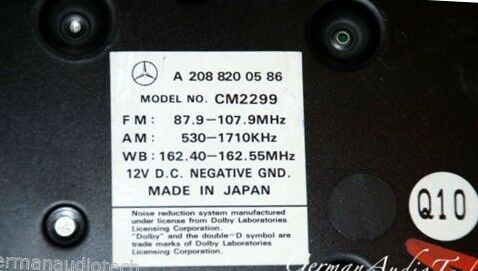 A 208 820 05 86
MODEL NO. CM2299
FM: 87.9–107.9MHz
AM: 530–1710KHz
WB: 162.40–162.55MHz
12V D.C. NEGATIVE GND.
MADE IN JAPAN
Noise reduction system manufactured
under license from Dolby Laboratories
Licensing Corporation.
"Dolby" and the double-D symbol are
trade marks of Dolby Laboratories
Licensing Corporation.
Q10
germanaudiotech
GermanAudioTech